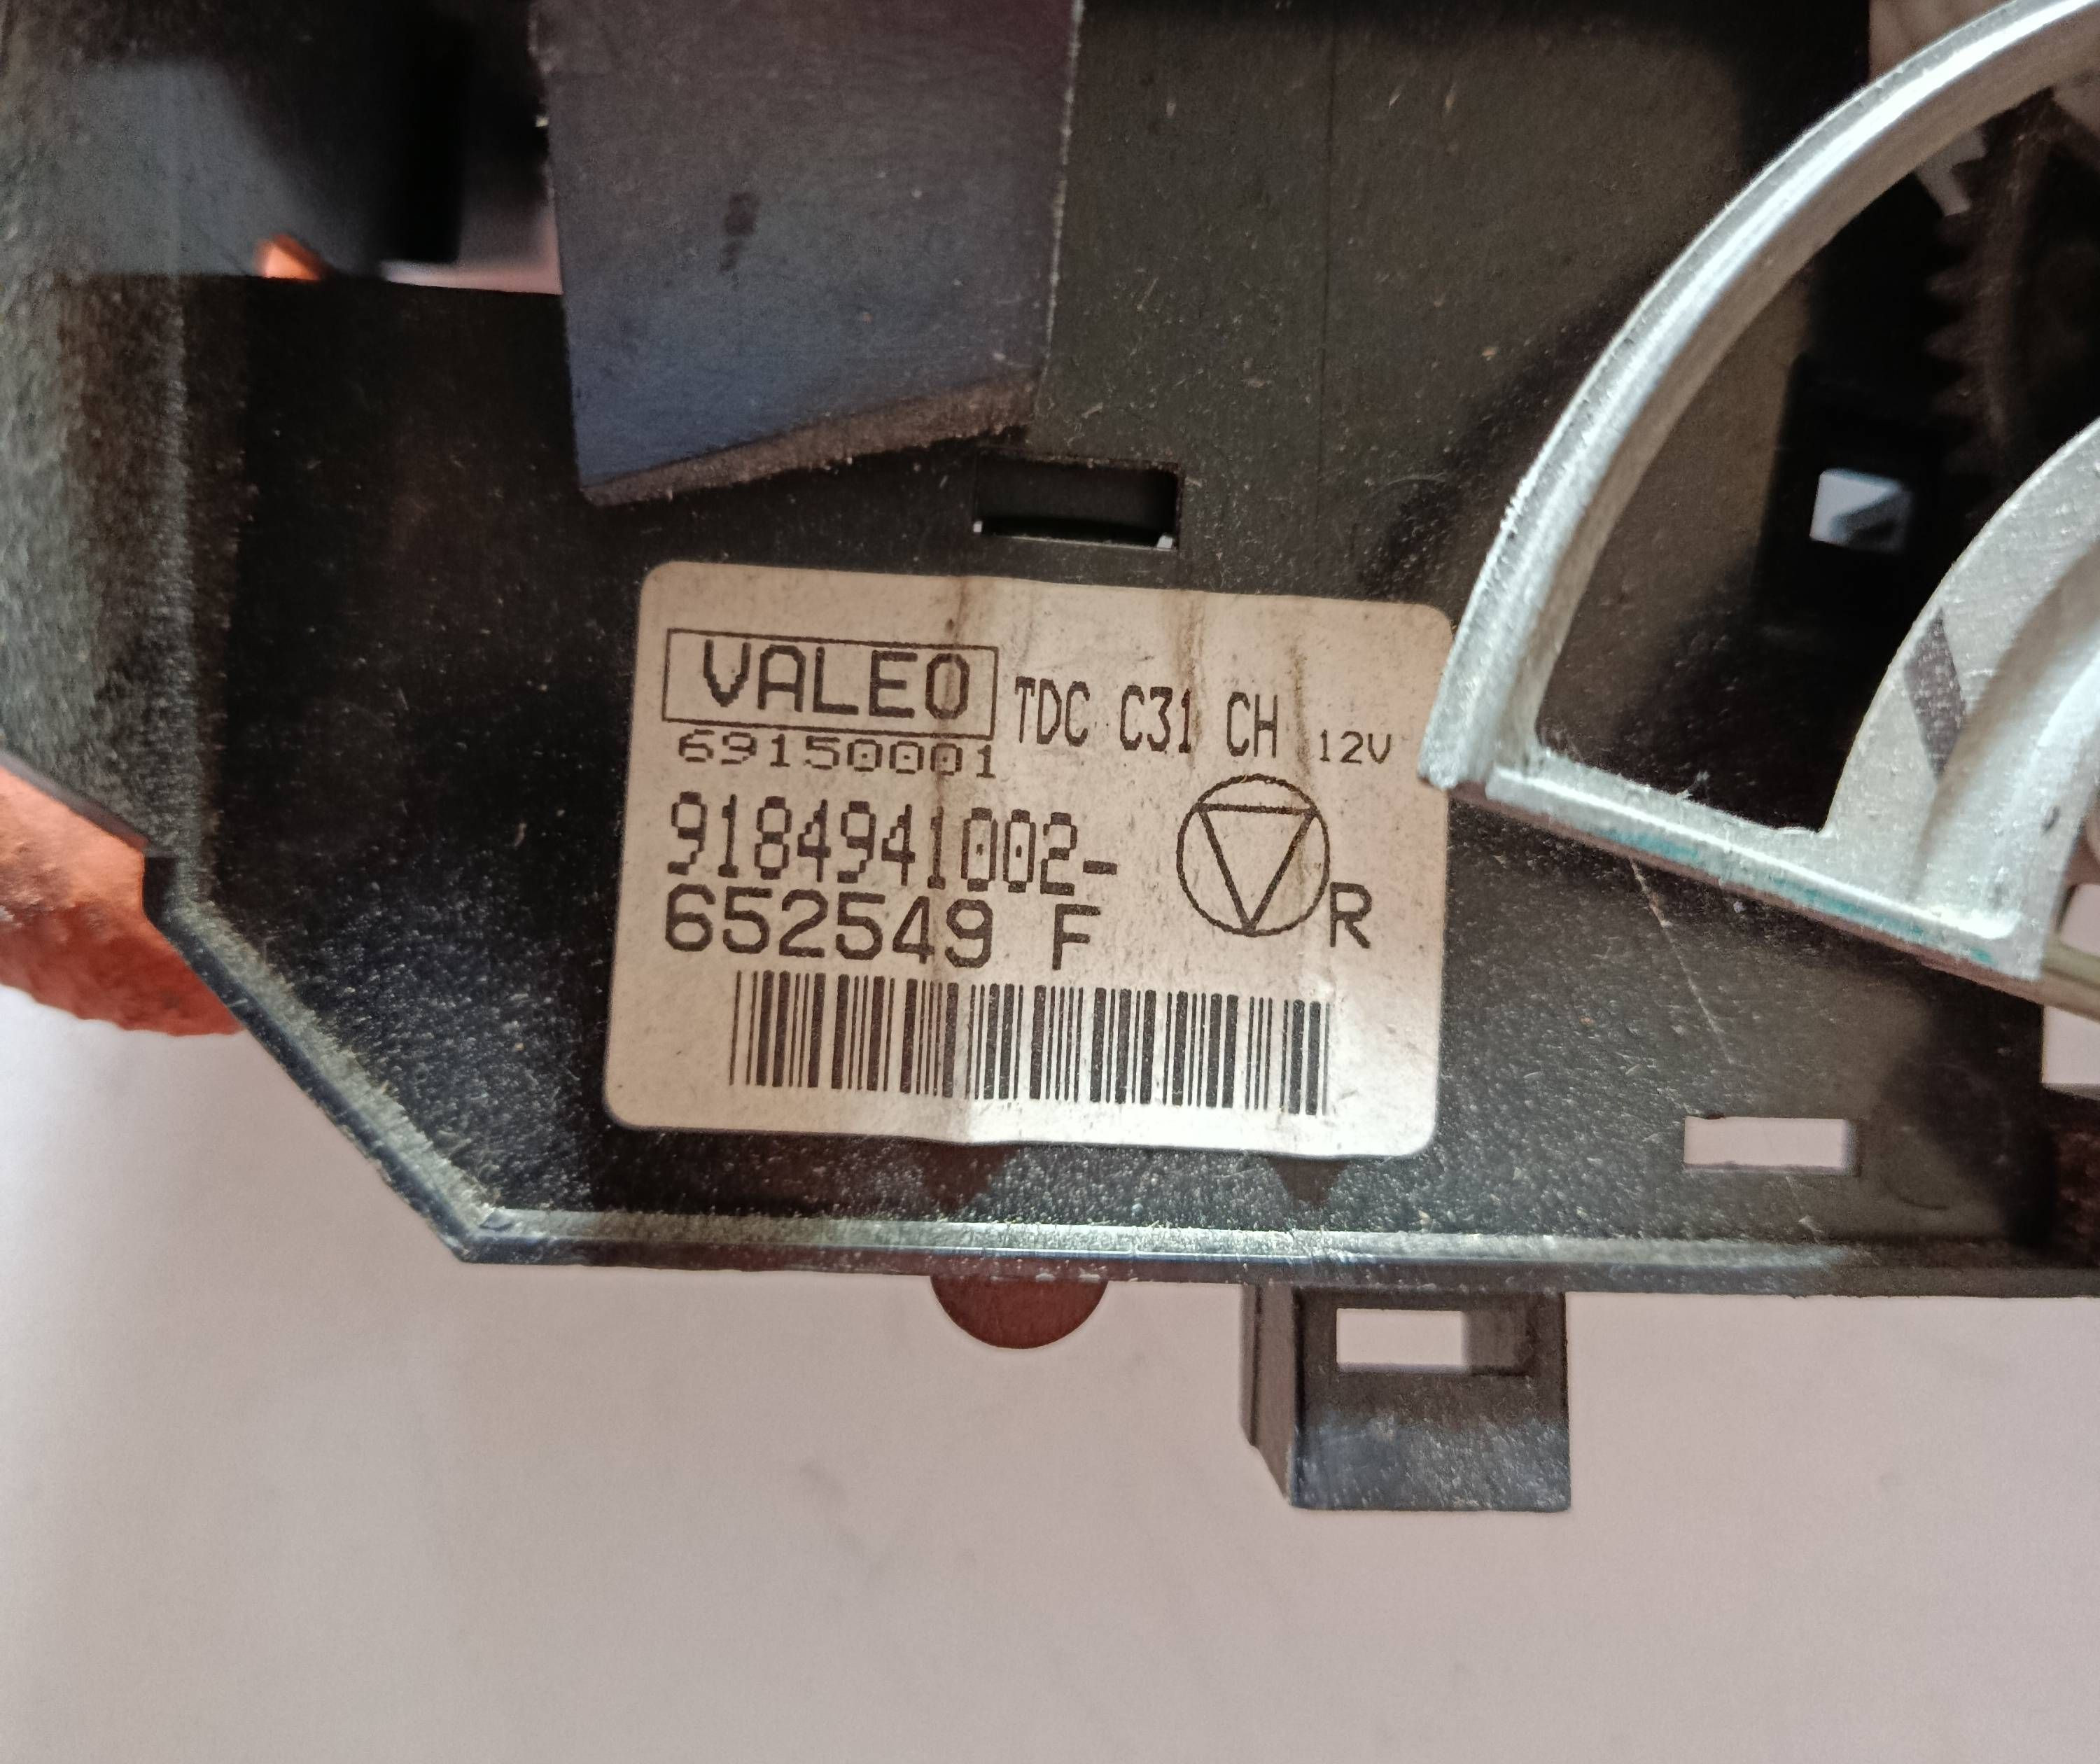 VALEO TDC C31 CH 12V
69150001
9184941002-
652549 F R